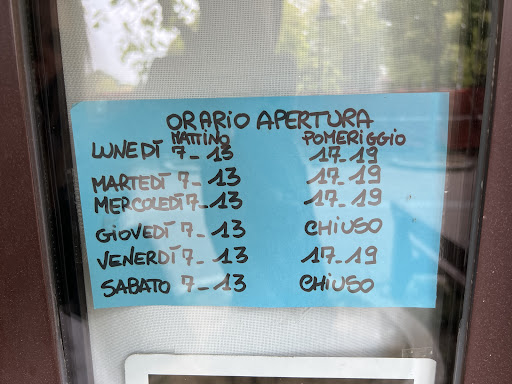 ORARIO APERTURA
MATTINO POMERIGGIO
LUNEDÌ 7-13 17-19
MARTEDÌ 7-13 17-19
MERCOLEDÌ 7-13 17-19
GIOVEDÌ 7-13 CHIUSO
VENERDÌ 7-13 17-19
SABATO 7-13 CHIUSO